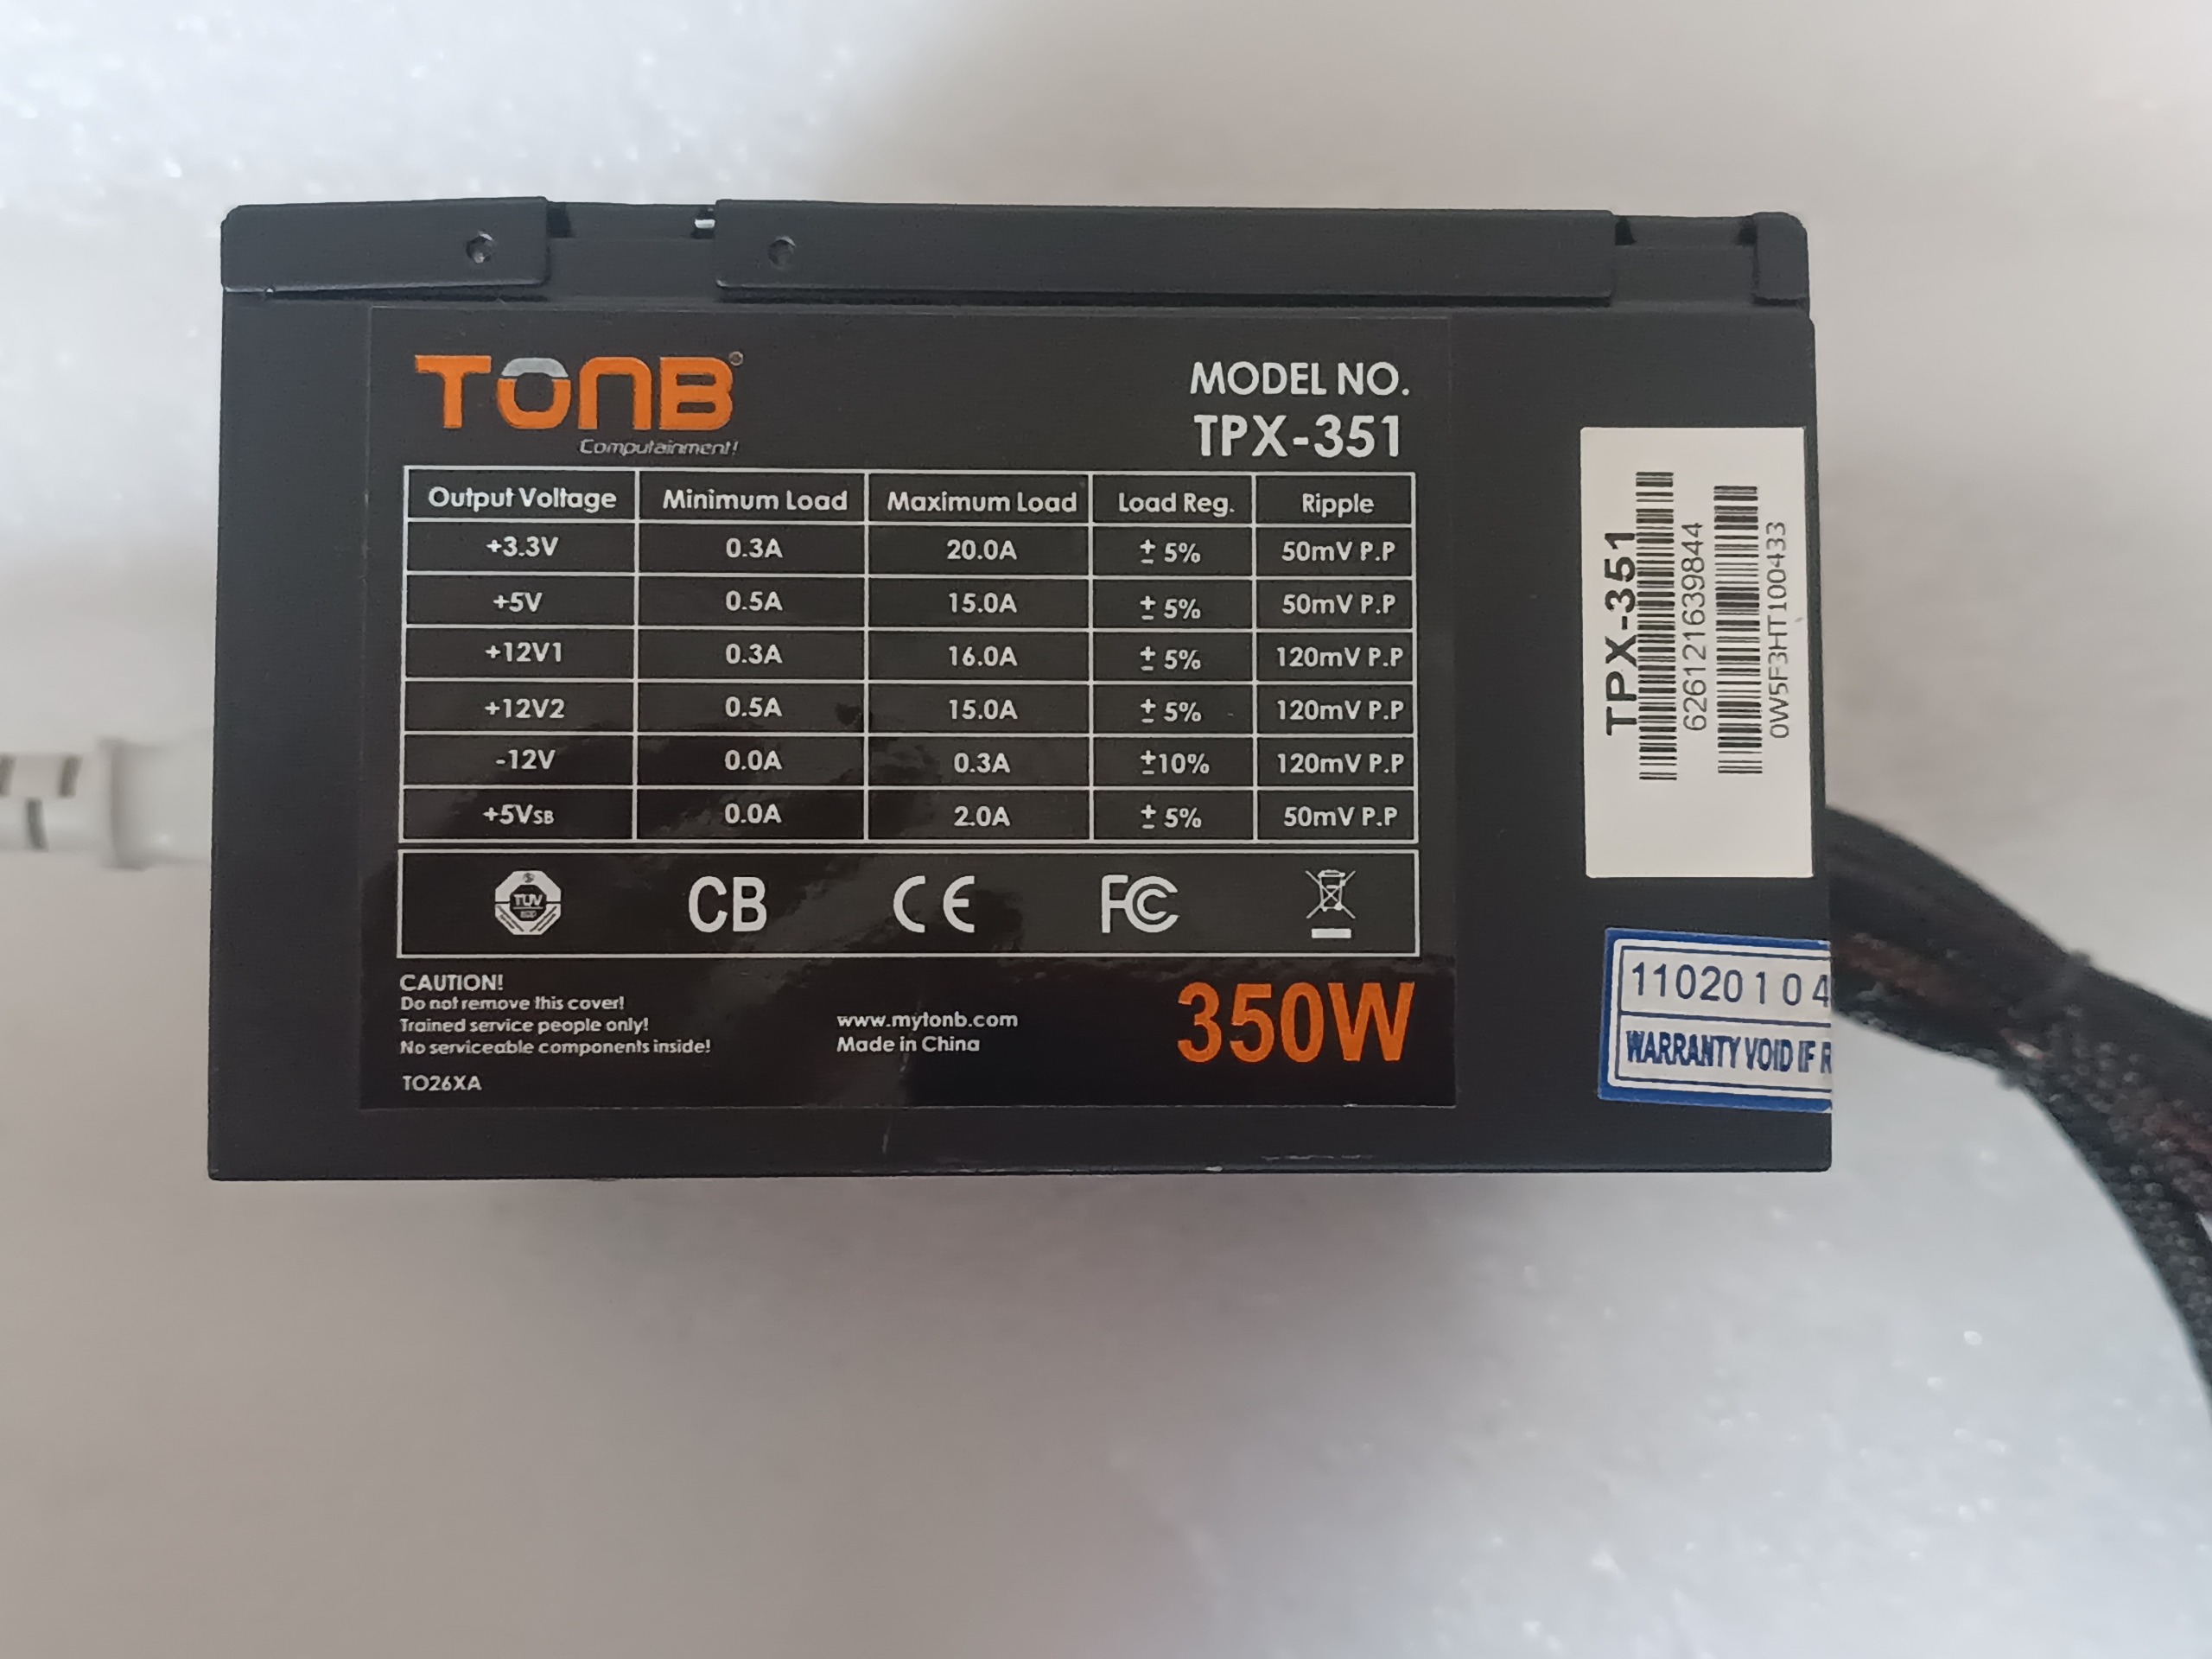 TONB
Computainment!
MODEL NO.
TPX-351
Output Voltage Minimum Load Maximum Load Load Reg. Ripple
+3.3V 0.3A 20.0A ± 5% 50mV P.P
+5V 0.5A 15.0A ± 5% 50mV P.P
+12V1 0.3A 16.0A ± 5% 120mV P.P
+12V2 0.5A 15.0A ± 5% 120mV P.P
-12V 0.0A 0.3A ±10% 120mV P.P
+5VSB 0.0A 2.0A ± 5% 50mV P.P
TUV CB CE FC
CAUTION!
Do not remove this cover!
Trained service people only!
No serviceable components inside!
TO26XA
www.mytonb.com
Made in China
350W
TPX-351
6261121639844
0W5F3HT100433
11020104
WARRANTY VOID IF R